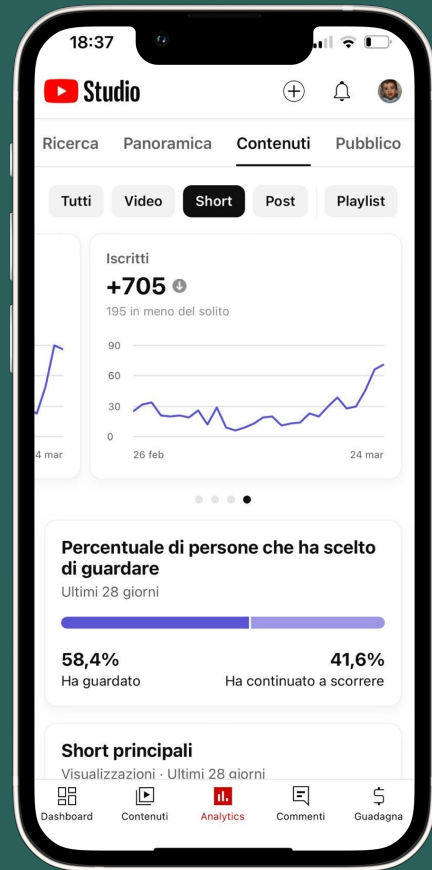 18:37
Studio
Ricerca Panoramica Contenuti Pubblico
Tutti Video Short Post Playlist
Iscritti
+705
195 in meno del solito
90
60
30
0
4 mar
26 feb 24 mar
Percentuale di persone che ha scelto
di guardare
Ultimi 28 giorni
58,4% 41,6%
Ha guardato Ha continuato a scorrere
Short principali
Visualizzazioni · Ultimi 28 giorni
Dashboard Contenuti Analytics Commenti Guadagna